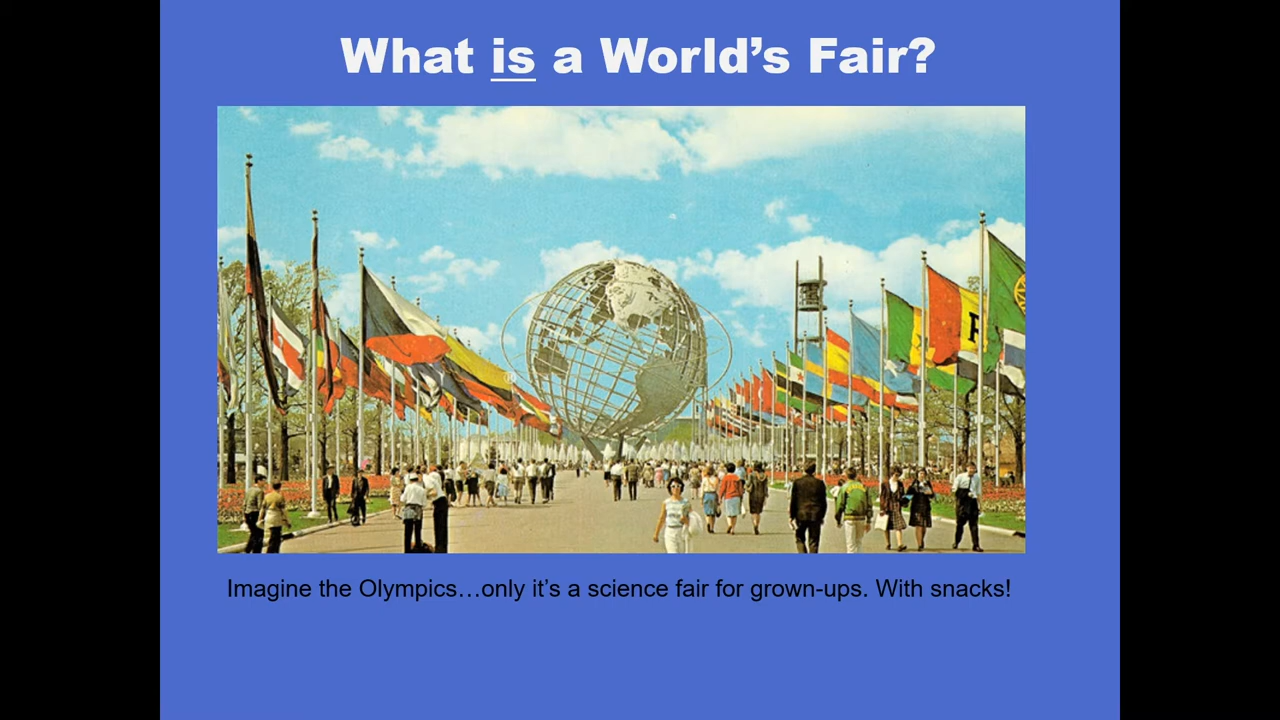 What is a World’s Fair?
R
Imagine the Olympics…only it’s a science fair for grown-ups. With snacks!